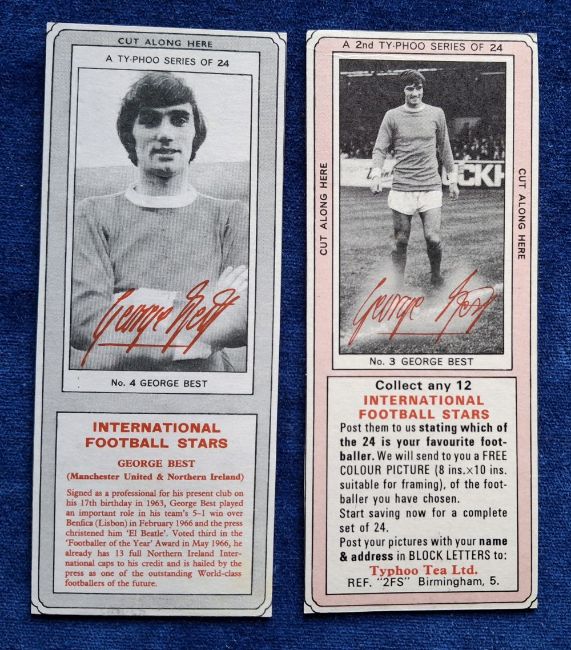 CUT ALONG HERE
A TY·PHOO SERIES OF 24
George Best
No. 4 GEORGE BEST
INTERNATIONAL
FOOTBALL STARS
GEORGE BEST
(Manchester United & Northern Ireland)
Signed as a professional for his present club on
his 17th birthday in 1963, George Best played
an important role in his team's 5–1 win over
Benfica (Lisbon) in February 1966 and the press
christened him 'El Beatle'. Voted third in the
'Footballer of the Year' Award in May 1966, he
already has 13 full Northern Ireland Inter-
national caps to his credit and is hailed by the
press as one of the outstanding World-class
footballers of the future.
A 2nd TY·PHOO SERIES OF 24
CUT ALONG HERE
CUT ALONG HERE
George Best
No. 3 GEORGE BEST
Collect any 12
INTERNATIONAL
FOOTBALL STARS
Post them to us stating which of
the 24 is your favourite foot-
baller. We will send to you a FREE
COLOUR PICTURE (8 ins.×10 ins.
suitable for framing), of the foot-
baller you have chosen.
Start saving now for a complete
set of 24.
Post your pictures with your name
& address in BLOCK LETTERS to:
Typhoo Tea Ltd.
REF. "2FS" Birmingham, 5.